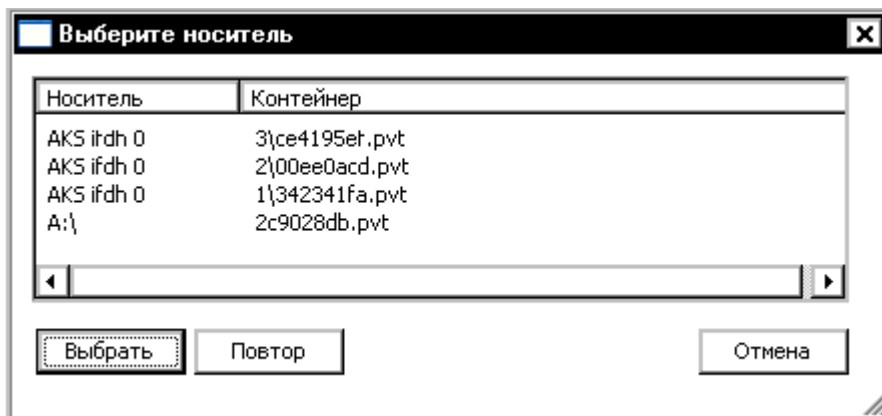 Выберите носитель
Носитель Контейнер
AKS ifdh 0 3\ce4195ef.pvt
AKS ifdh 0 2\00ee0acd.pvt
AKS ifdh 0 1\342341fa.pvt
A:\ 2c9028db.pvt
Выбрать Повтор Отмена